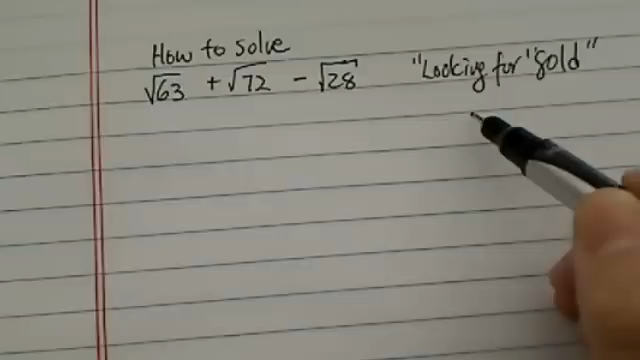 How to solve
√63 + √72 - √28
"Looking for "gold"